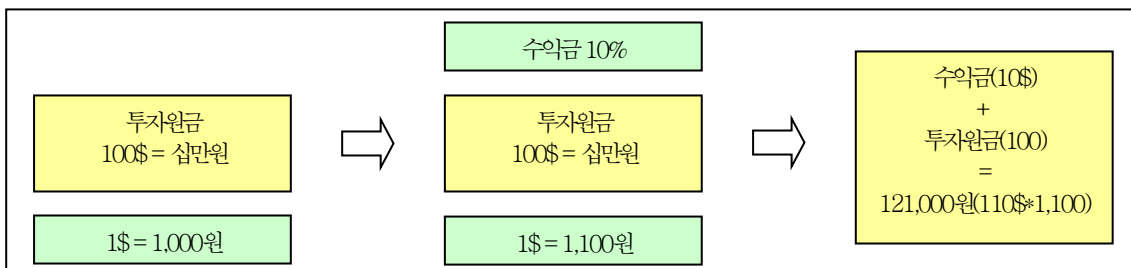 투자원금
100$ = 십만원
1$ = 1,000원
수익금 10%
투자원금
100$ = 십만원
1$ = 1,100원
수익금(10$)
+
투자원금(100)
=
121,000원(110$*1,100)